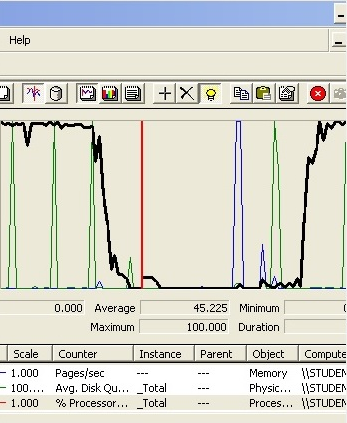 Help
0.000 Average 45.225 Minimum
Maximum 100.000 Duration
Scale Counter Instance Parent Object Compute
1.000 Pages/sec --- --- Memory \\STUDEN
100.... Avg. Disk Qu... _Total --- Physic... \\STUDEN
1.000 % Processor... _Total --- Proces... \\STUDEN